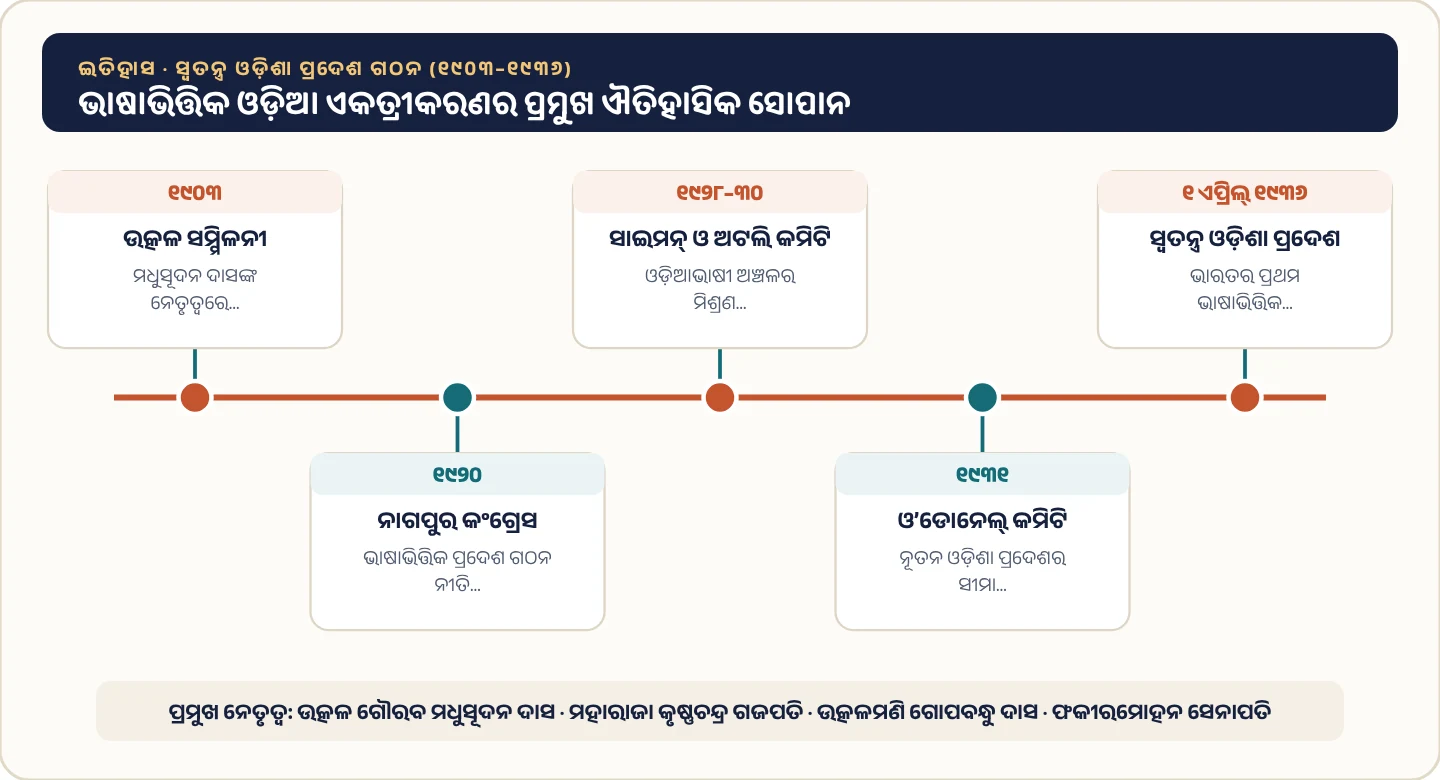 ଇତିହାସ · ସ୍ୱତନ୍ତ୍ର ଓଡ଼ିଶା ପ୍ରଦେଶ ଗଠନ (୧୯୦୩–୧୯୩୬)
ଭାଷାଭିତ୍ତିକ ଓଡ଼ିଆ ଏକତ୍ରୀକରଣର ପ୍ରମୁଖ ଐତିହାସିକ ସୋପାନ
୧୯୦୩
ଉତ୍କଳ ସମ୍ମିଳନୀ
ମଧୁସୂଦନ ଦାସଙ୍କ
ନେତୃତ୍ୱରେ...
୧୯୨୦
ନାଗପୁର କଂଗ୍ରେସ
ଭାଷାଭିତ୍ତିକ ପ୍ରଦେଶ ଗଠନ
ନୀତି...
୧୯୨୮–୩୦
ସାଇମନ୍ ଓ ଅଟଲି କମିଟି
ଓଡ଼ିଆଭାଷୀ ଅଞ୍ଚଳର
ମିଶ୍ରଣ...
୧୯୩୧
ଓ'ଡୋନେଲ୍ କମିଟି
ନୂତନ ଓଡ଼ିଶା ପ୍ରଦେଶର
ସୀମା...
୧ ଏପ୍ରିଲ୍ ୧୯୩୬
ସ୍ୱତନ୍ତ୍ର ଓଡ଼ିଶା ପ୍ରଦେଶ
ଭାରତର ପ୍ରଥମ
ଭାଷାଭିତ୍ତିକ...
ପ୍ରମୁଖ ନେତୃତ୍ୱ: ଉତ୍କଳ ଗୌରବ ମଧୁସୂଦନ ଦାସ · ମହାରାଜା କୃଷ୍ଣଚନ୍ଦ୍ର ଗଜପତି · ଉତ୍କଳମଣି ଗୋପବନ୍ଧୁ ଦାସ · ଫକୀରମୋହନ ସେନାପତି